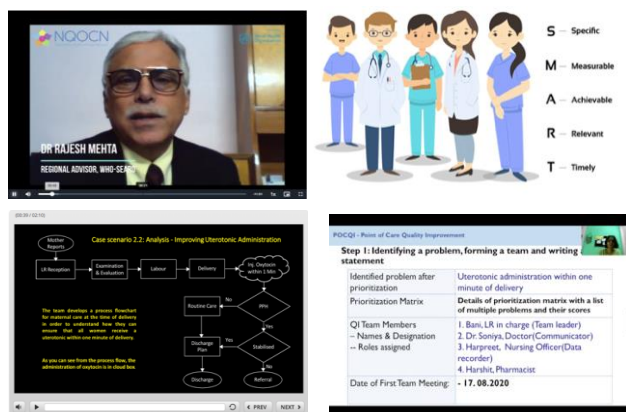 NQOCN
DR RAJESH MEHTA
REGIONAL ADVISOR, WHO-SEARO
S – Specific
M – Measurable
A – Achievable
R – Relevant
T – Timely
Case scenario 2.2: Analysis - Improving Uterotonic Administration
Mother
Reports
LR Reception
Examination
& Evaluation
Labour
Delivery
Inj. Oxytocin
within 1 Min
The team develops a process flowchart
for maternal care at the time of delivery
in order to understand how they can
ensure that all women receive a
uterotonic within one minute of delivery.
As you can see from the process flow, the
administration of oxytocin is in cloud box.
Routine Care
No
PPH
Yes
Discharge
Plan
Yes
Stabilised
No
Discharge
Referral
< PREV
NEXT >
POCQI - Point of Care Quality Improvement
Step 1: Identifying a problem, forming a team and writing a
statement
Identified problem after
prioritization
Uterotonic administration within one
minute of delivery
Prioritization Matrix
Details of prioritization matrix with a list
of multiple problems and their scores
QI Team Members
– Names & Designation
-- Roles assigned
1. Bani, LR in charge (Team leader)
2. Dr. Soniya, Doctor(Communicator)
3. Harpreet, Nursing Officer(Data
recorder)
4. Harshit, Pharmacist
Date of First Team Meeting:
- 17. 08.2020